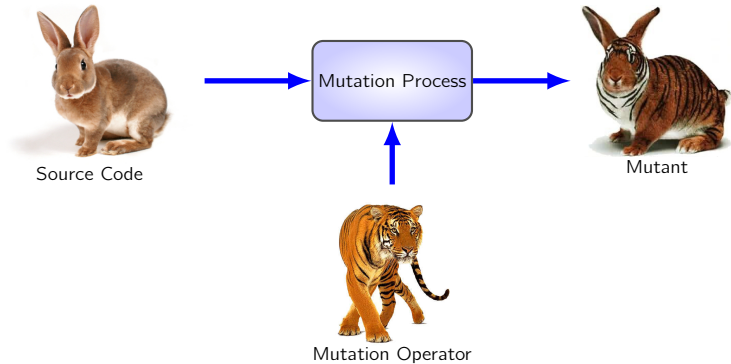 Mutation Process
Source Code
Mutant
Mutation Operator